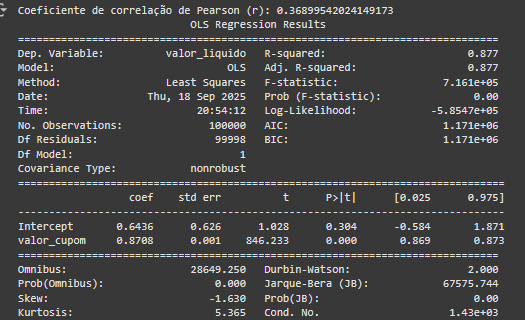 Coeficiente de correlação de Pearson (r): 0.36899542024149173
OLS Regression Results
==============================================================================
Dep. Variable: valor_liquido R-squared: 0.877
Model: OLS Adj. R-squared: 0.877
Method: Least Squares F-statistic: 7.161e+05
Date: Thu, 18 Sep 2025 Prob (F-statistic): 0.00
Time: 20:54:12 Log-Likelihood: -5.8547e+05
No. Observations: 100000 AIC: 1.171e+06
Df Residuals: 99998 BIC: 1.171e+06
Df Model: 1
Covariance Type: nonrobust
==============================================================================
coef std err t P>|t| [0.025 0.975]
------------------------------------------------------------------------------
Intercept 0.6436 0.626 1.028 0.304 -0.584 1.871
valor_cupom 0.8708 0.001 846.233 0.000 0.869 0.873
==============================================================================
Omnibus: 28649.250 Durbin-Watson: 2.000
Prob(Omnibus): 0.000 Jarque-Bera (JB): 67575.744
Skew: -1.630 Prob(JB): 0.00
Kurtosis: 5.365 Cond. No. 1.43e+03